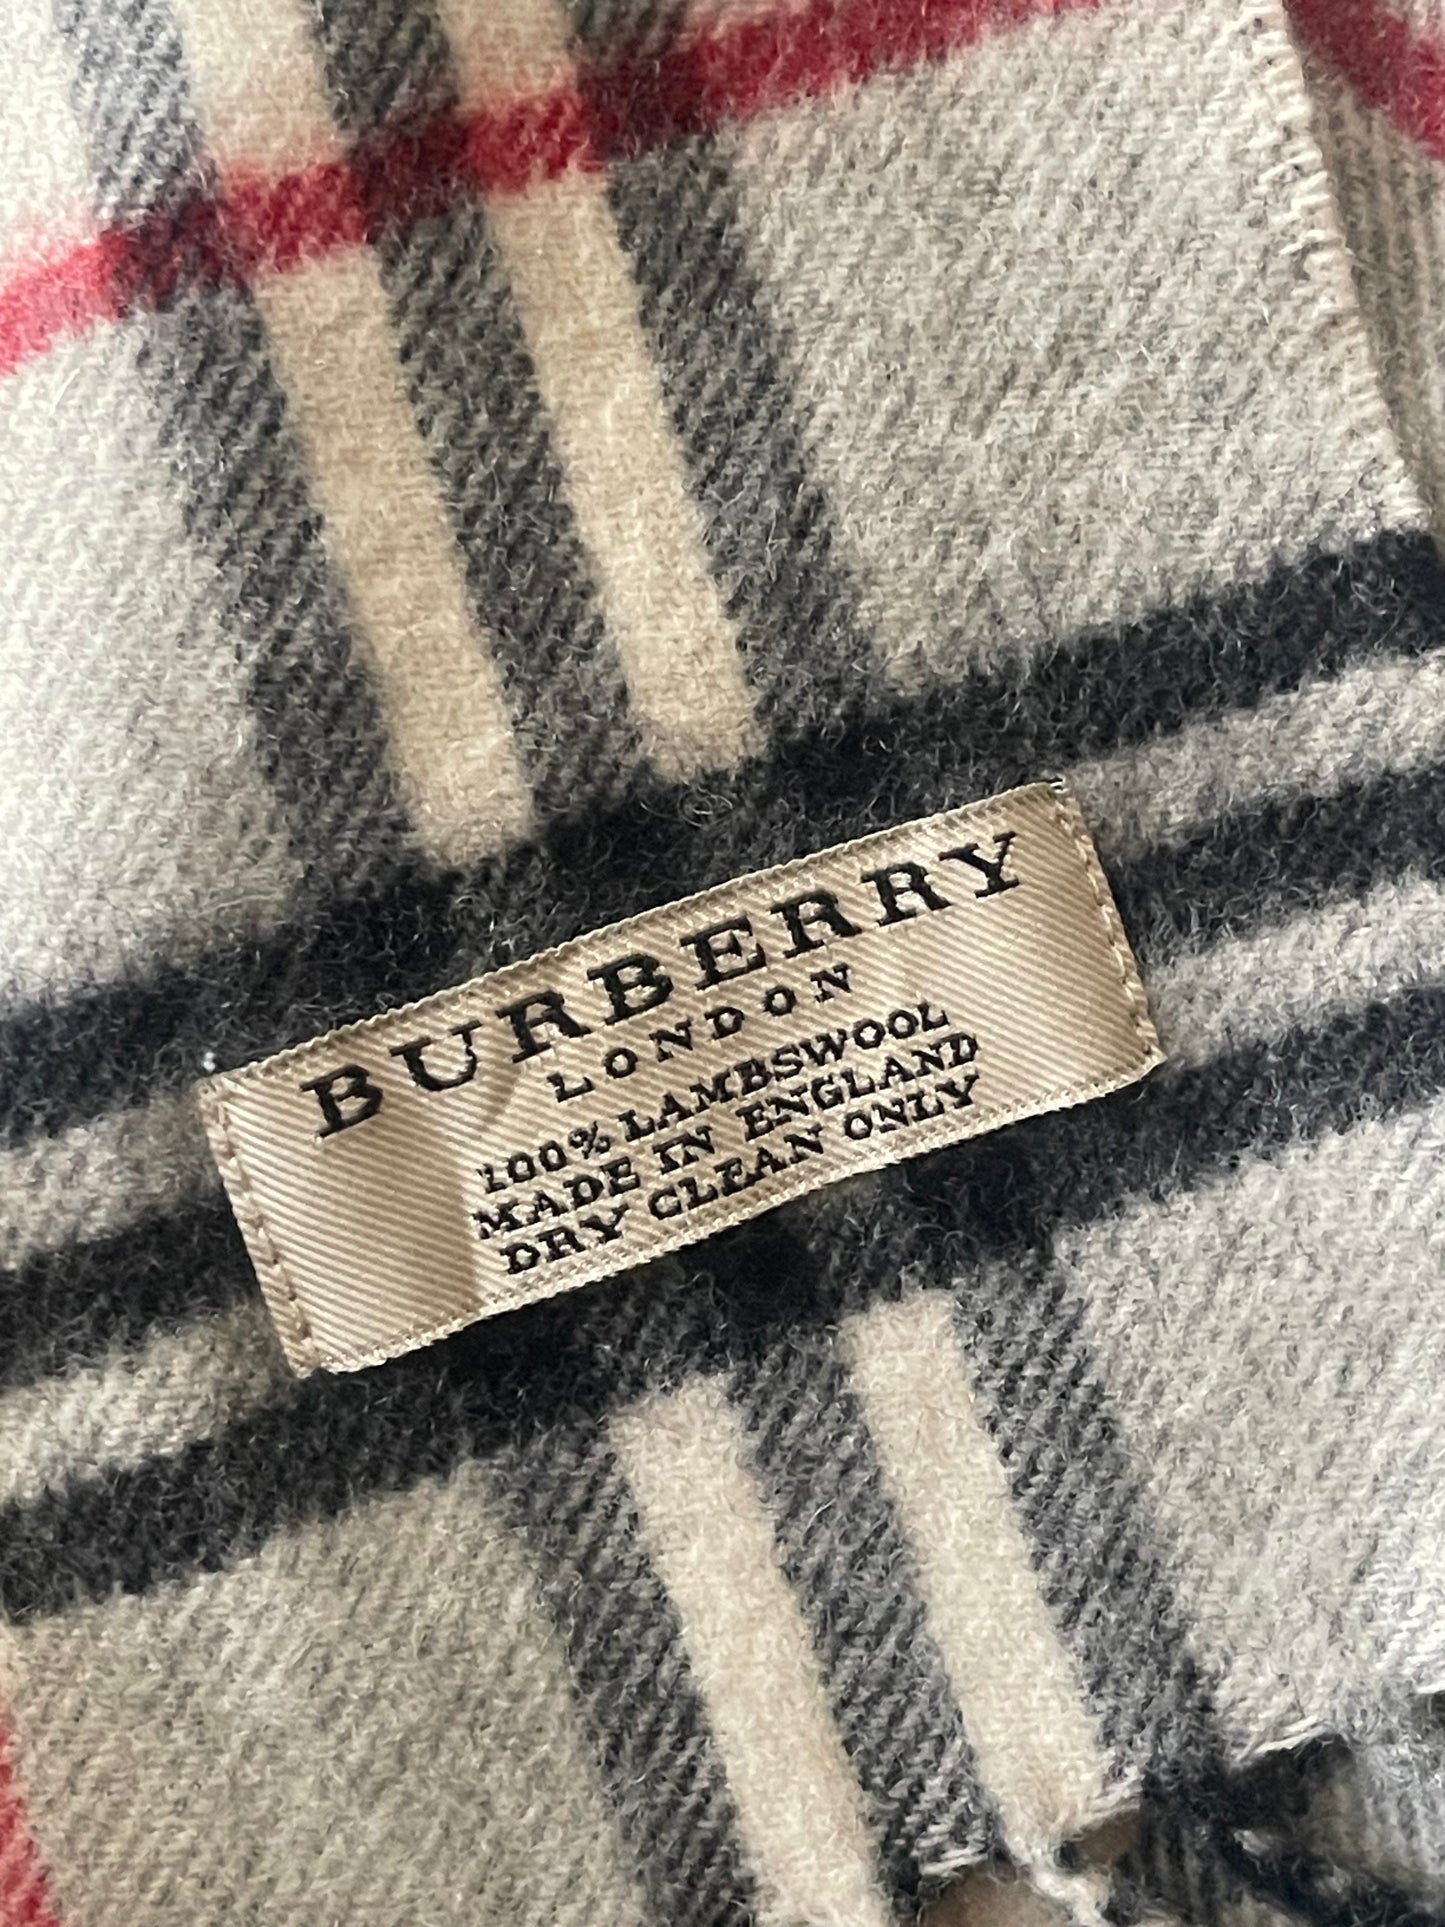 BURBERRY
LONDON
100% LAMBSWOOL
MADE IN ENGLAND
DRY CLEAN ONLY